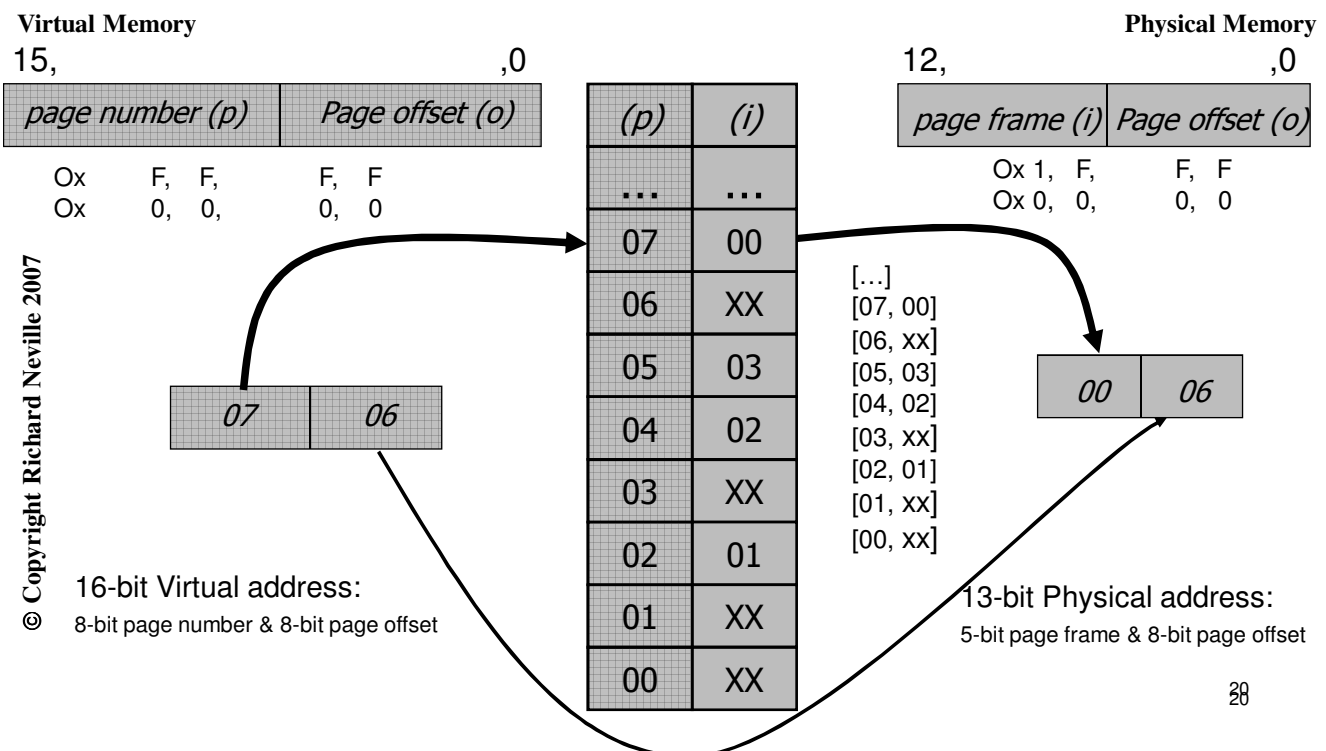 Virtual Memory
Physical Memory
15, ,0
12, ,0
page number (p) Page offset (o)
(p) (i)
page frame (i) Page offset (o)
Ox F, F, F, F
Ox 0, 0, 0, 0
Ox 1, F, F, F
Ox 0, 0, 0, 0
... ...
07 00
06 XX
05 03
04 02
03 XX
02 01
01 XX
00 XX
07 06
[...]
[07, 00]
[06, xx]
[05, 03]
[04, 02]
[03, xx]
[02, 01]
[01, xx]
[00, xx]
00 06
© Copyright Richard Neville 2007
16-bit Virtual address:
8-bit page number & 8-bit page offset
13-bit Physical address:
5-bit page frame & 8-bit page offset
20
20